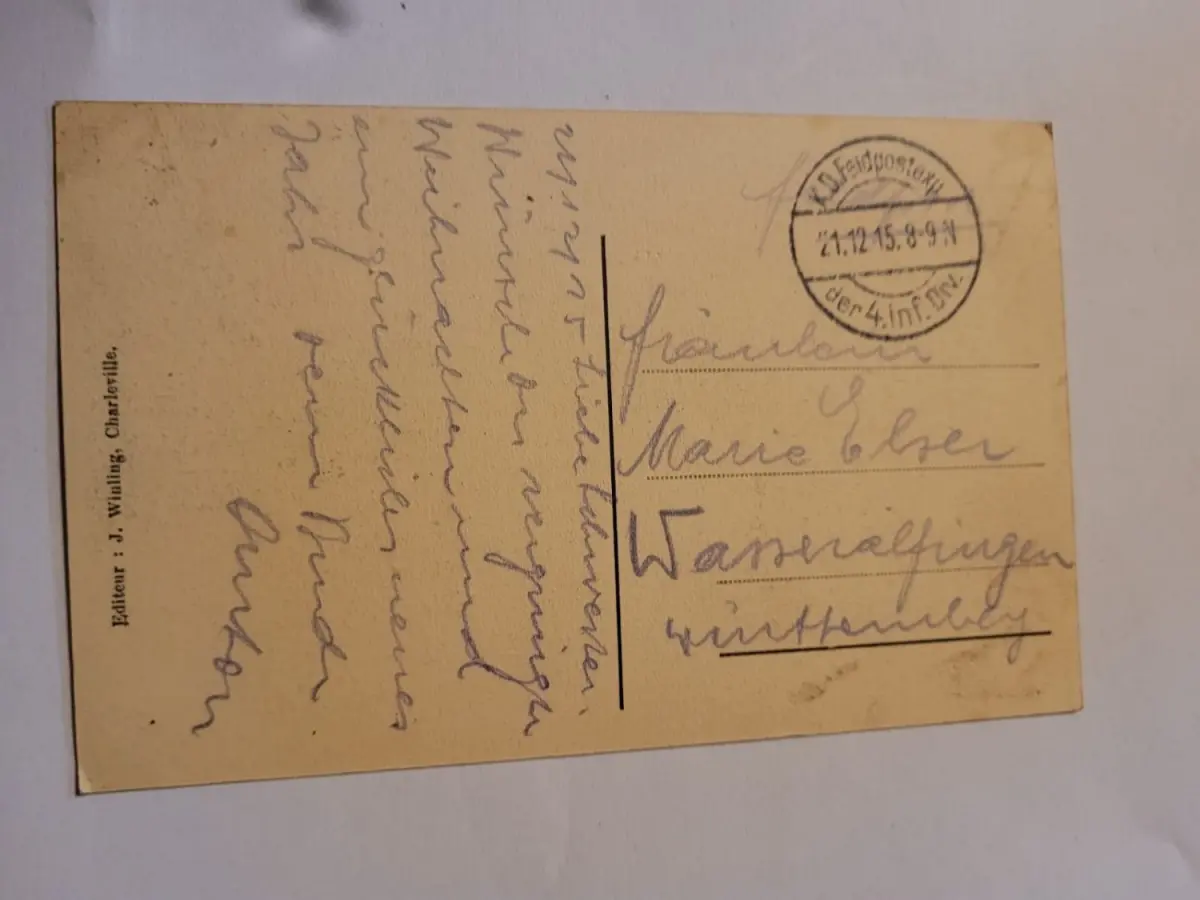 21.12.15 Liebe Schwester.
Wünsche dir vergnügte
Weihnachten und
ein glückliches neues
Jahr dein Bruder
Anton
Editeur : J. Winling, Charleville.
K.D. Feldpostexp.
21.12.15. 8-9 N
der 4. Inf. Div.
Fräulein
Marie Elser
Wasseralfingen
Württemberg